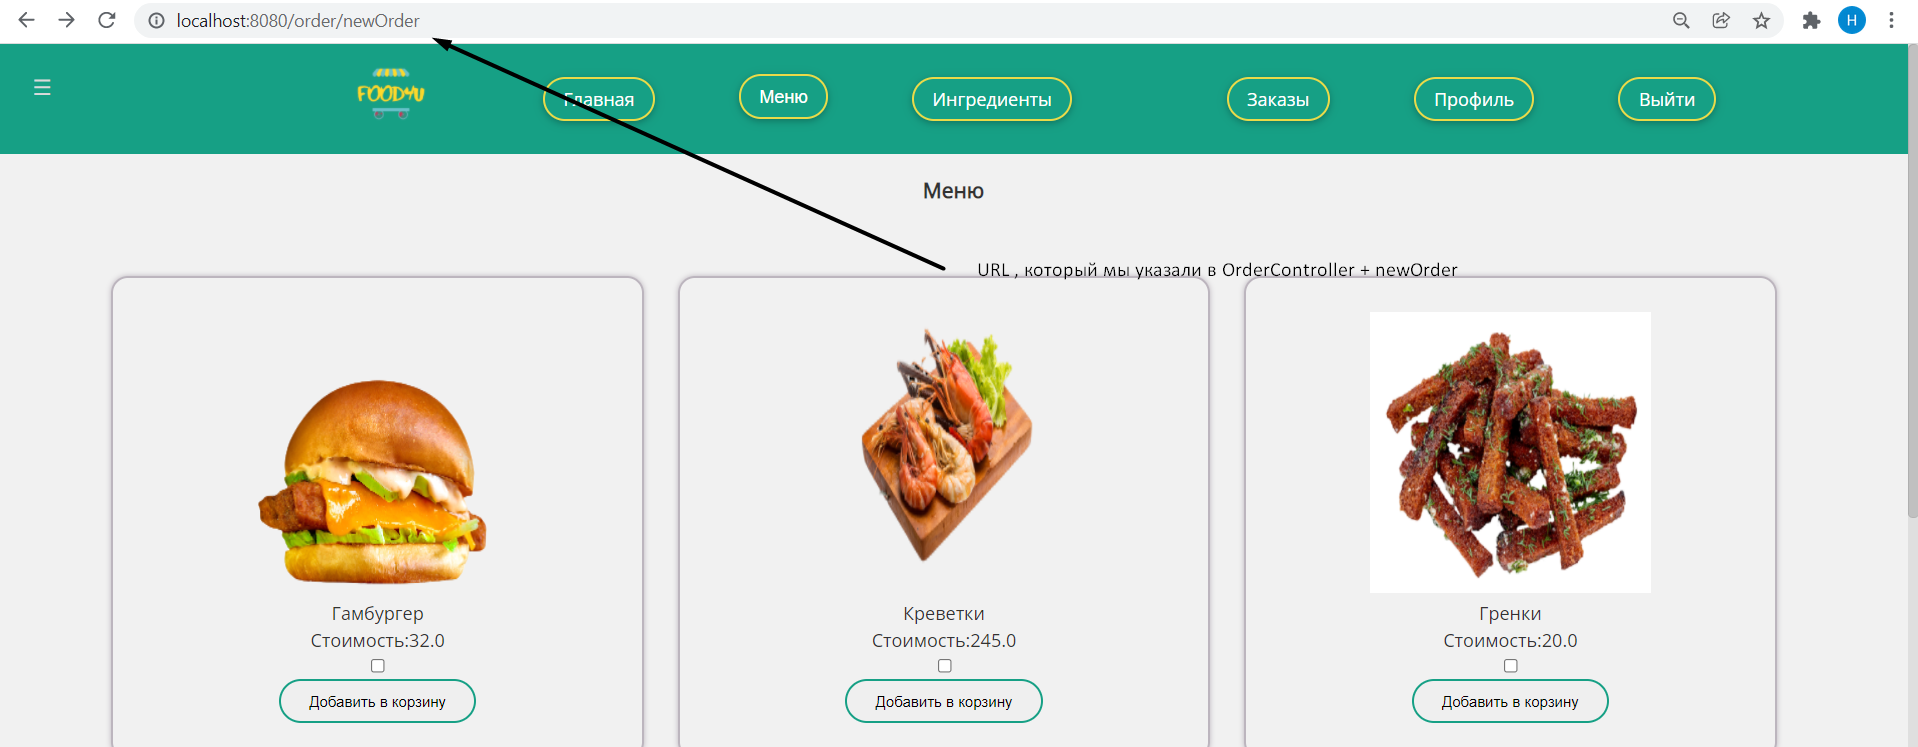 localhost:8080/order/newOrder
H
FOOD4U
Главная
Меню
Ингредиенты
Заказы
Профиль
Выйти
Меню
URL , который мы указали в OrderController + newOrder
Гамбургер
Стоимость:32.0
Добавить в корзину
Креветки
Стоимость:245.0
Добавить в корзину
Гренки
Стоимость:20.0
Добавить в корзину